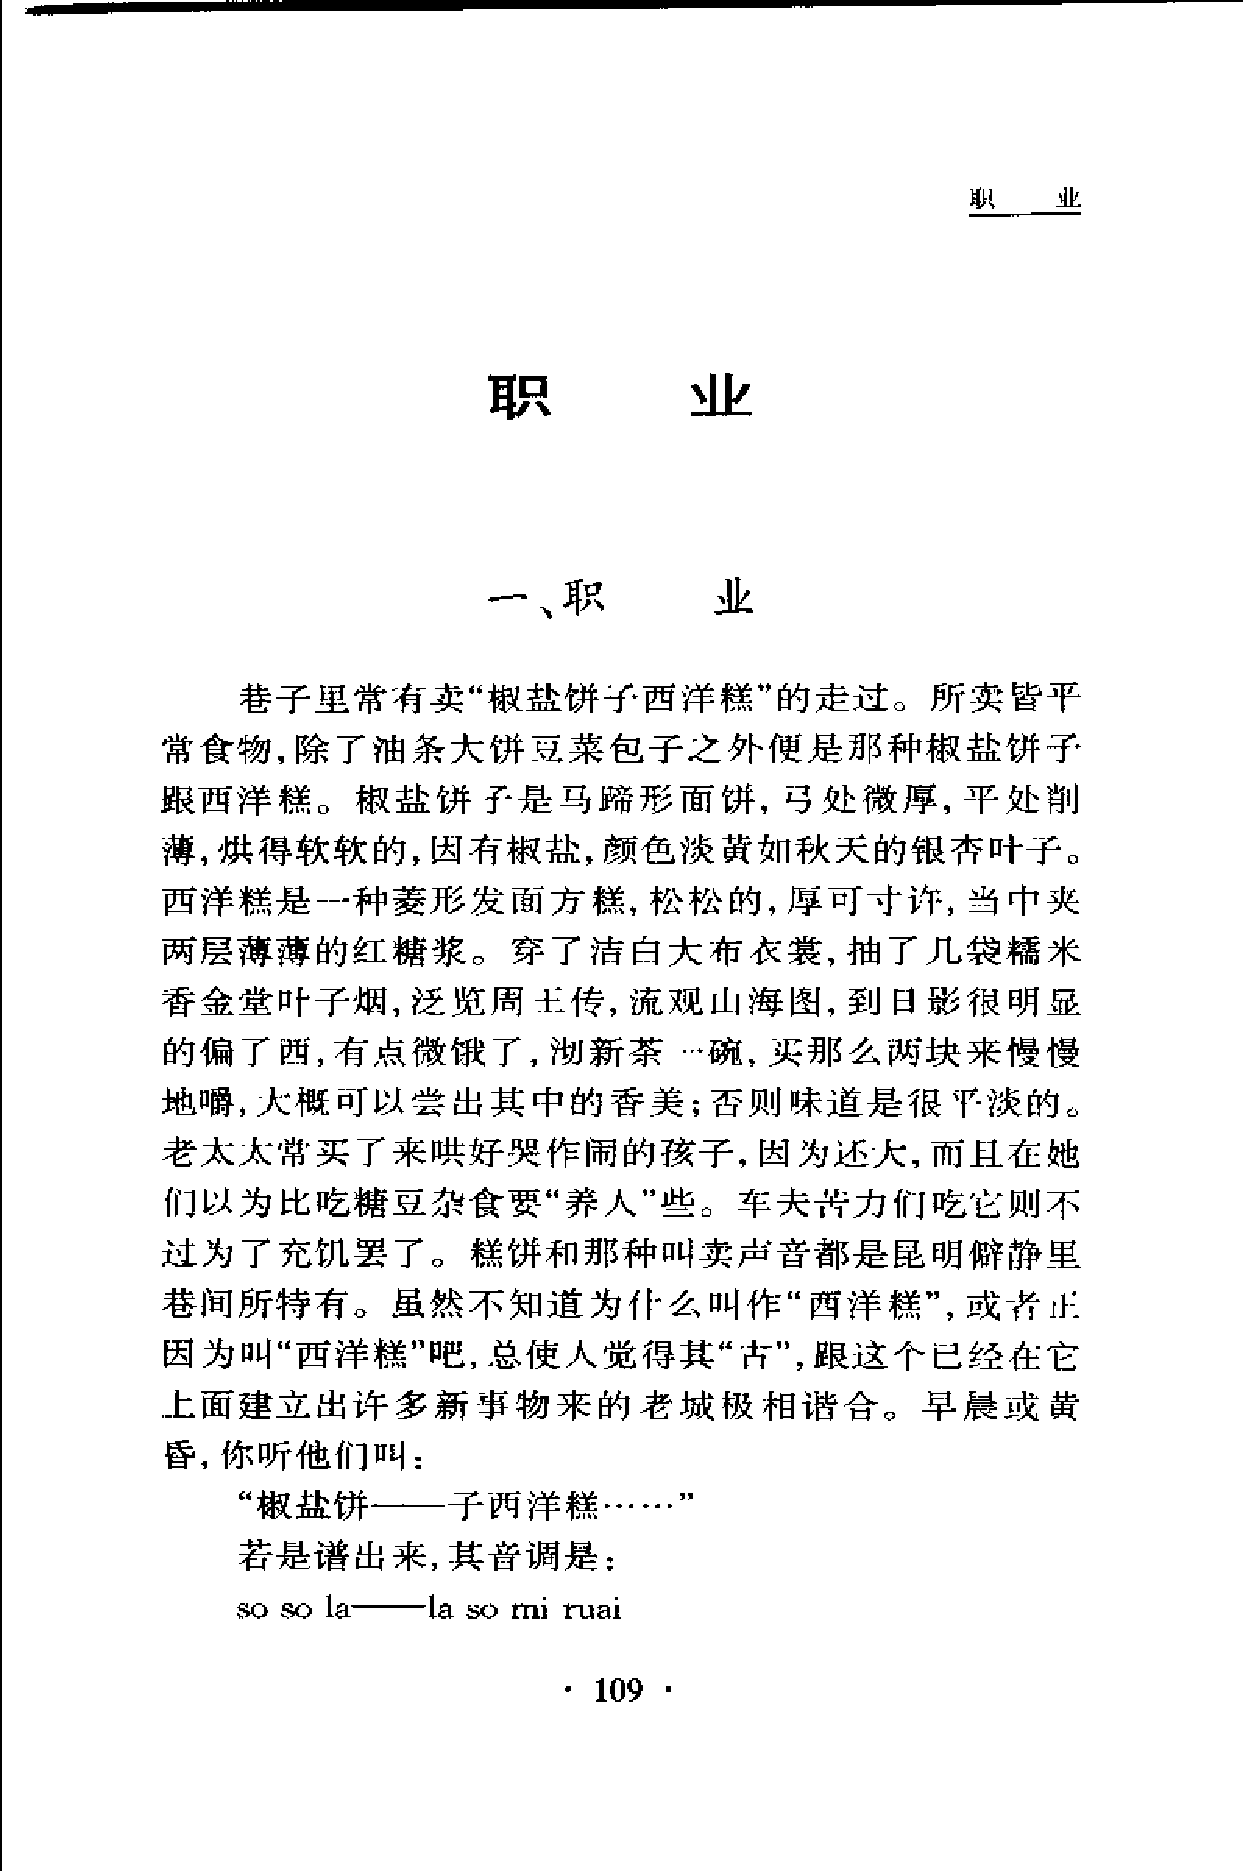 职 业
职 业
一、职 业
巷子里常有卖“椒盐饼子西洋糕”的走过。所卖皆平
常食物,除了油条大饼豆菜包子之外便是那种椒盐饼子
跟西洋糕。椒盐饼子是马蹄形面饼,弓处微厚,平处削
薄,烘得软软的,因有椒盐,颜色淡黄如秋天的银杏叶子。
西洋糕是一种菱形发面方糕,松松的,厚可寸许,当中夹
两层薄薄的红糖浆。穿了洁白大布衣裳,抽了几袋糯米
香金堂叶子烟,泛览周王传,流观山海图,到日影很明显
的偏了西,有点微饿了,沏新茶一碗,买那么两块来慢慢
地嚼,大概可以尝出其中的香美;否则味道是很平淡的。
老太太常买了来哄好哭作闹的孩子,因为还大,而且在她
们以为比吃糖豆杂食要“养人”些。车夫苦力们吃它则不
过为了充饥罢了。糕饼和那种叫卖声音都是昆明僻静里
巷间所特有。虽然不知道为什么叫作“西洋糕”,或者正
因为叫“西洋糕”吧,总使人觉得其“古”,跟这个已经在它
上面建立出许多新事物来的老城极相谐合。早晨或黄
昏,你听他们叫:
“椒盐饼——子西洋糕……”
若是谱出来,其音调是:
so so la——la so mi ruai
· 109 ·